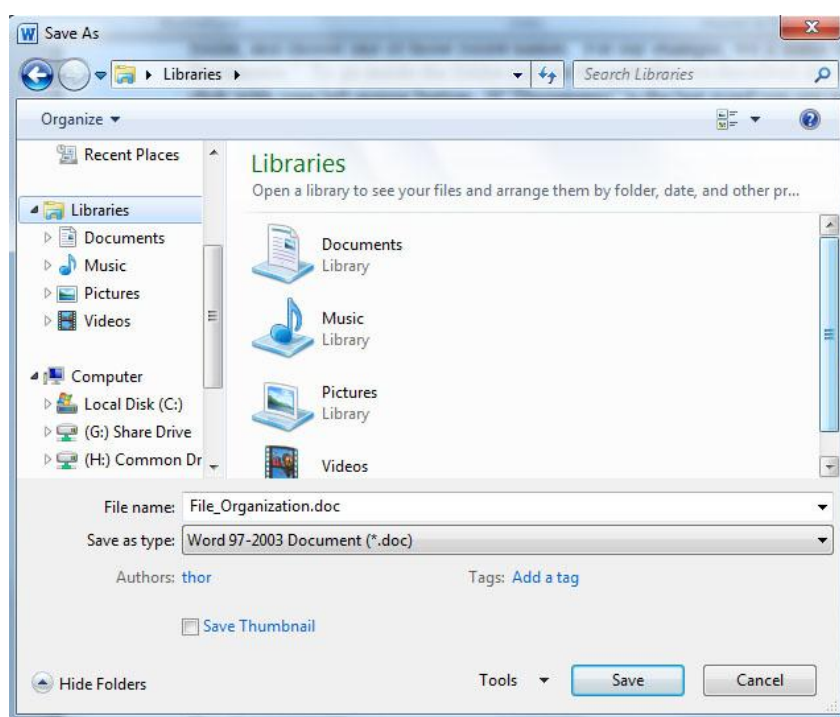 Save As
Libraries
Search Libraries
Organize
Recent Places
Libraries
Documents
Music
Pictures
Videos
Computer
Local Disk (C:)
(G:) Share Drive
(H:) Common Dr
Libraries
Open a library to see your files and arrange them by folder, date, and other pr...
Documents
Library
Music
Library
Pictures
Library
Videos
File name: File_Organization.doc
Save as type: Word 97-2003 Document (*.doc)
Authors: thor Tags: Add a tag
Save Thumbnail
Hide Folders Tools Save Cancel